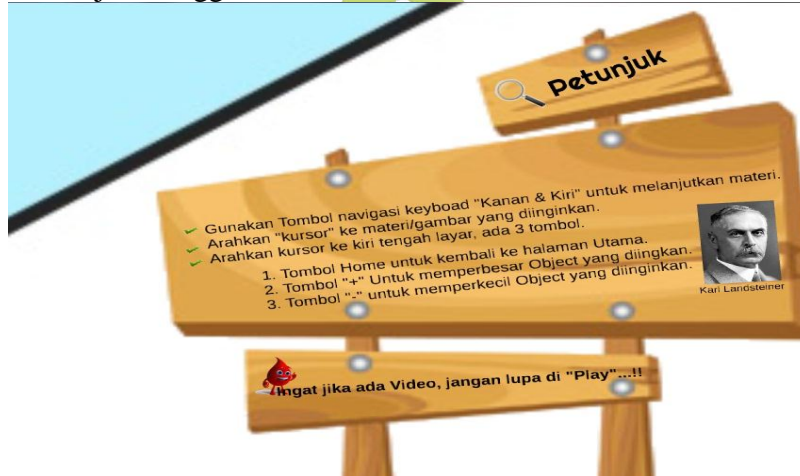 Petunjuk
Gunakan Tombol navigasi keyboad "Kanan & Kiri" untuk melanjutkan materi.
Arahkan "kursor" ke materi/gambar yang diinginkan.
Arahkan kursor ke kiri tengah layar, ada 3 tombol.
1. Tombol Home untuk kembali ke halaman Utama.
2. Tombol "+" Untuk memperbesar Object yang diingkan.
3. Tombol "-" untuk memperkecil Object yang diinginkan.
Karl Landsteiner
Ingat jika ada Video, jangan lupa di "Play"...!!